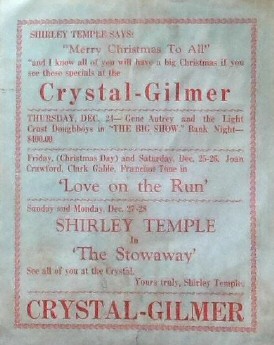 SHIRLEY TEMPLE SAYS:
"Merry Christmas To All!"
"and I know all of you will have a big Christmas if you
see these specials at the
Crystal-Gilmer
THURSDAY, DEC. 24— Gene Autrey and the Light
Crust Doughboys in "THE BIG SHOW." Bank Night—
$400.00
Friday, (Christmas Day) and Saturday, Dec. 25-26. Joan
Crawford, Clark Gable, Franchot Tone in
'Love on the Run'
Sunday and Monday, Dec. 27-28
SHIRLEY TEMPLE
In
'The Stowaway'
See all of you at the Crystal.
Yours truly, Shirley Temple.
CRYSTAL-GILMER